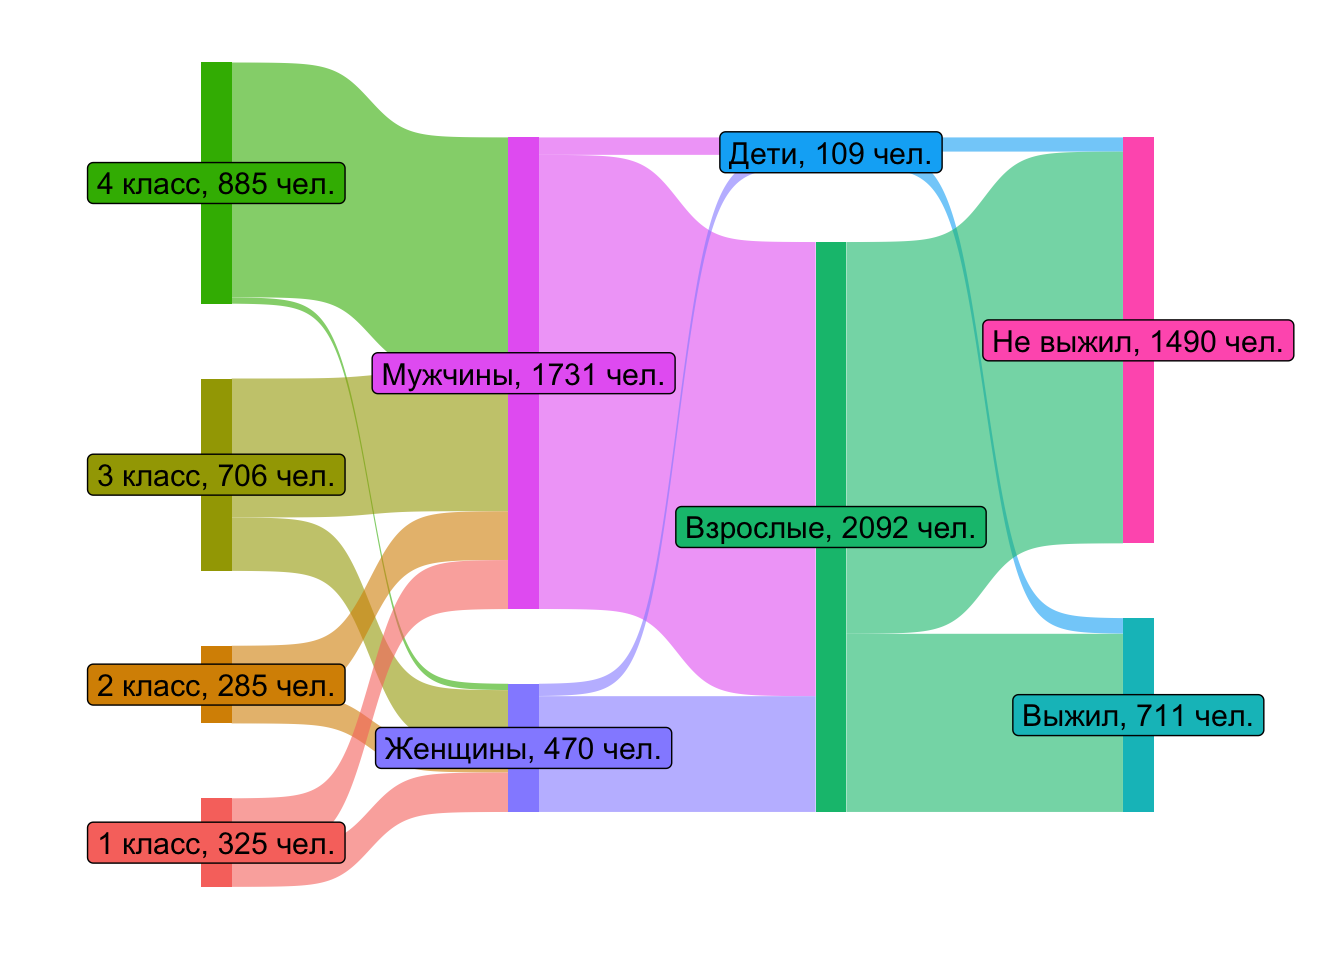 4 класс, 885 чел.
3 класс, 706 чел.
2 класс, 285 чел.
1 класс, 325 чел.
Мужчины, 1731 чел.
Женщины, 470 чел.
Дети, 109 чел.
Взрослые, 2092 чел.
Не выжил, 1490 чел.
Выжил, 711 чел.